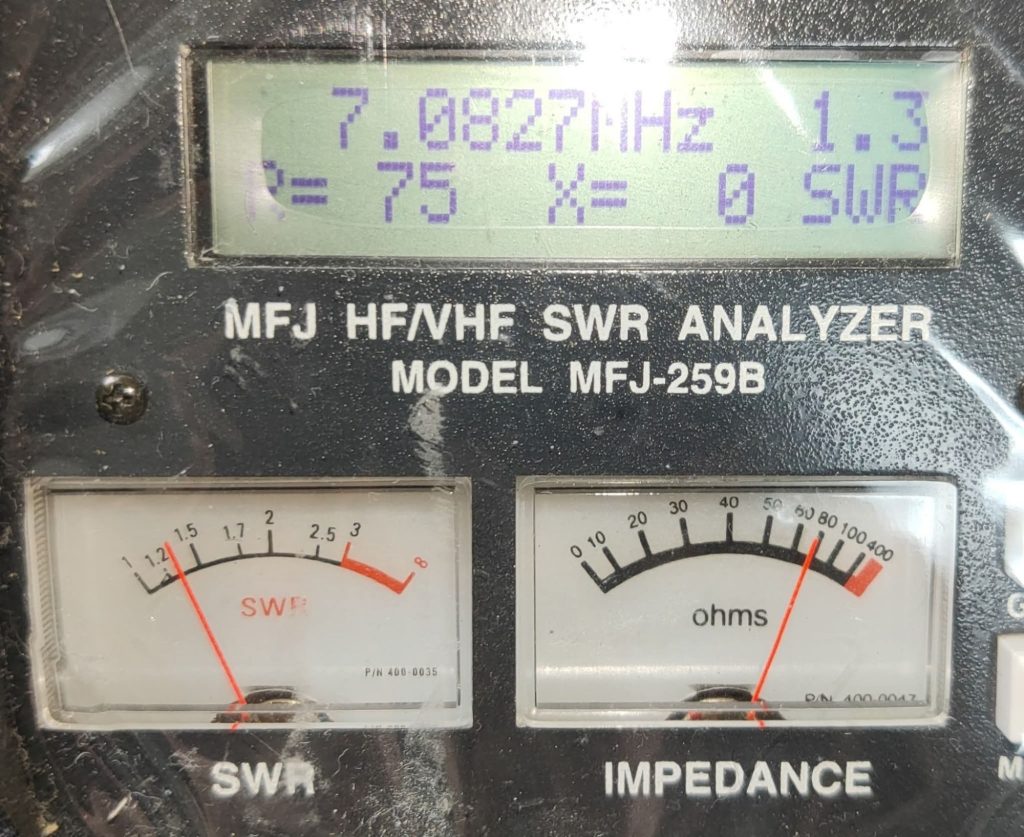 7.0827MHz 1.3
R= 75 X= 0 SWR
MFJ HF/VHF SWR ANALYZER
MODEL MFJ-259B
1 1.2 1.5 1.7 2 2.5 3 8
SWR
P/N 400-0035
SWR
0 10 20 30 40 50 60 80 100 400
ohms
P/N 400-0047
IMPEDANCE
G
M